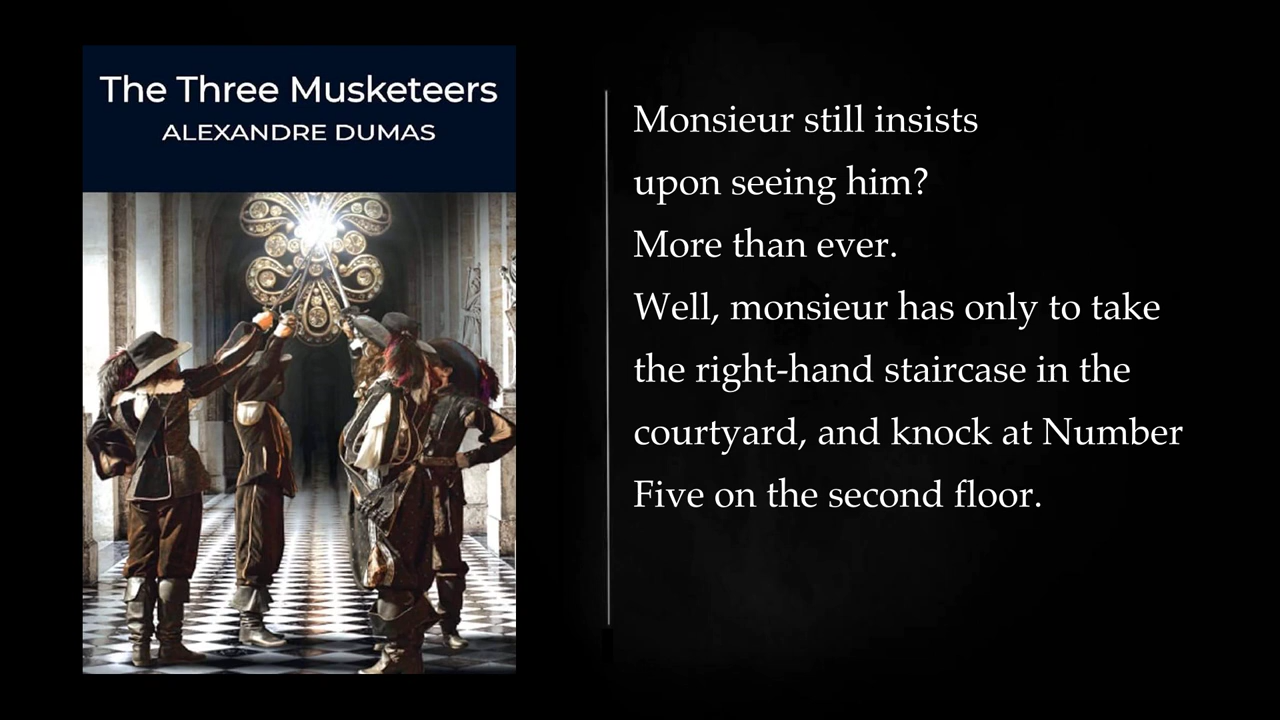 The Three Musketeers
ALEXANDRE DUMAS
Monsieur still insists
upon seeing him?
More than ever.
Well, monsieur has only to take
the right-hand staircase in the
courtyard, and knock at Number
Five on the second floor.